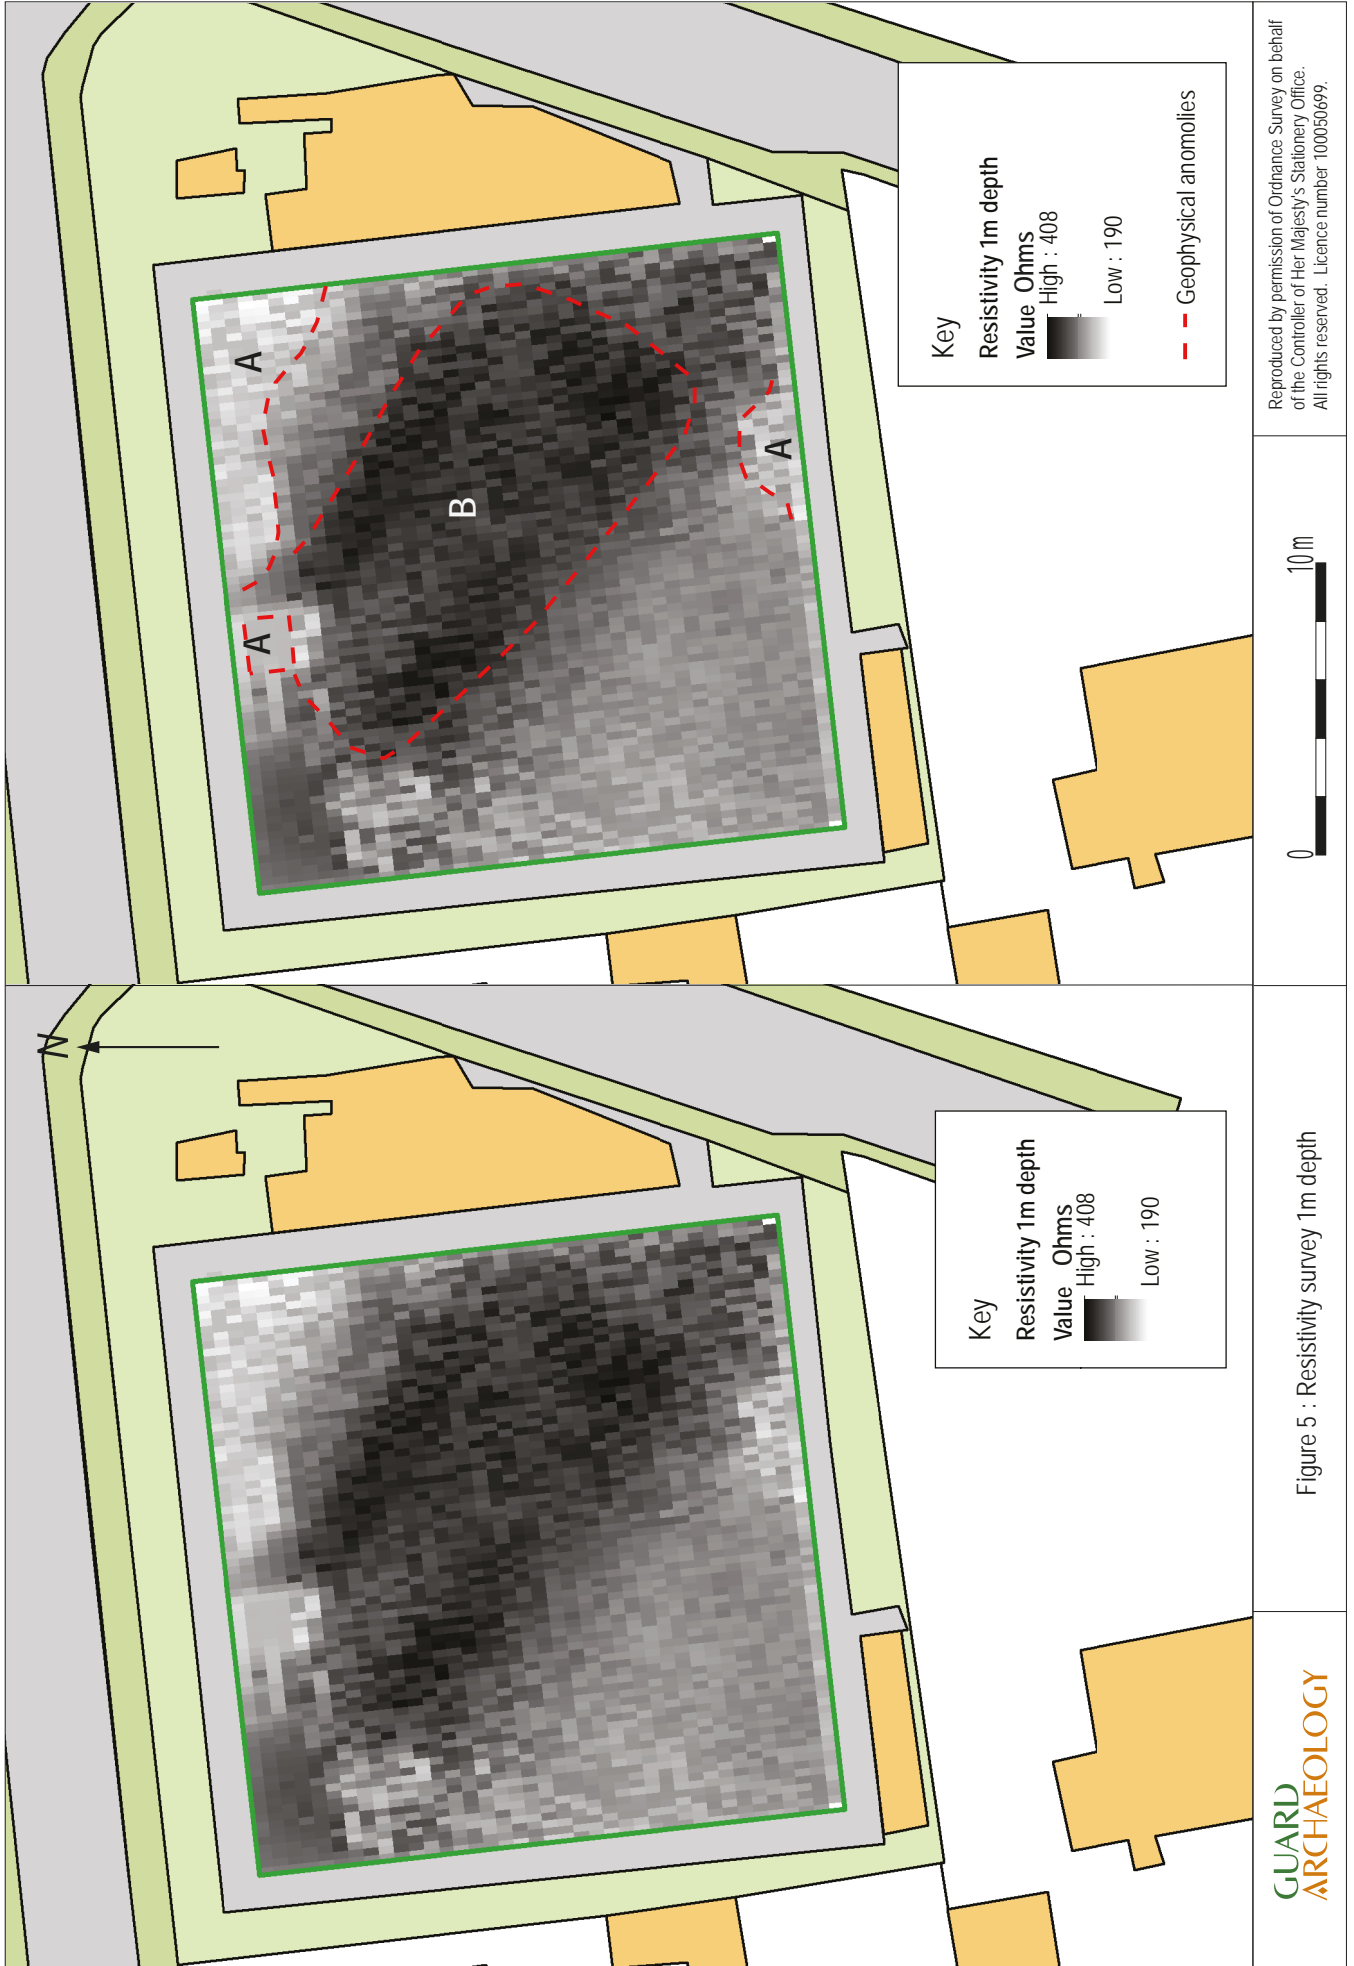 N
Key
Resistivity 1m depth
Value Ohms
High : 408
Low : 190
A
A
B
A
Key
Resistivity 1m depth
Value Ohms
High : 408
Low : 190
Geophysical anomolies
GUARD
ARCHAEOLOGY
Figure 5 : Resistivity survey 1m depth
0
10 m
Reproduced by permission of Ordnance Survey on behalf
of the Controller of Her Majesty's Stationery Office.
All rights reserved. Licence number 100050699.